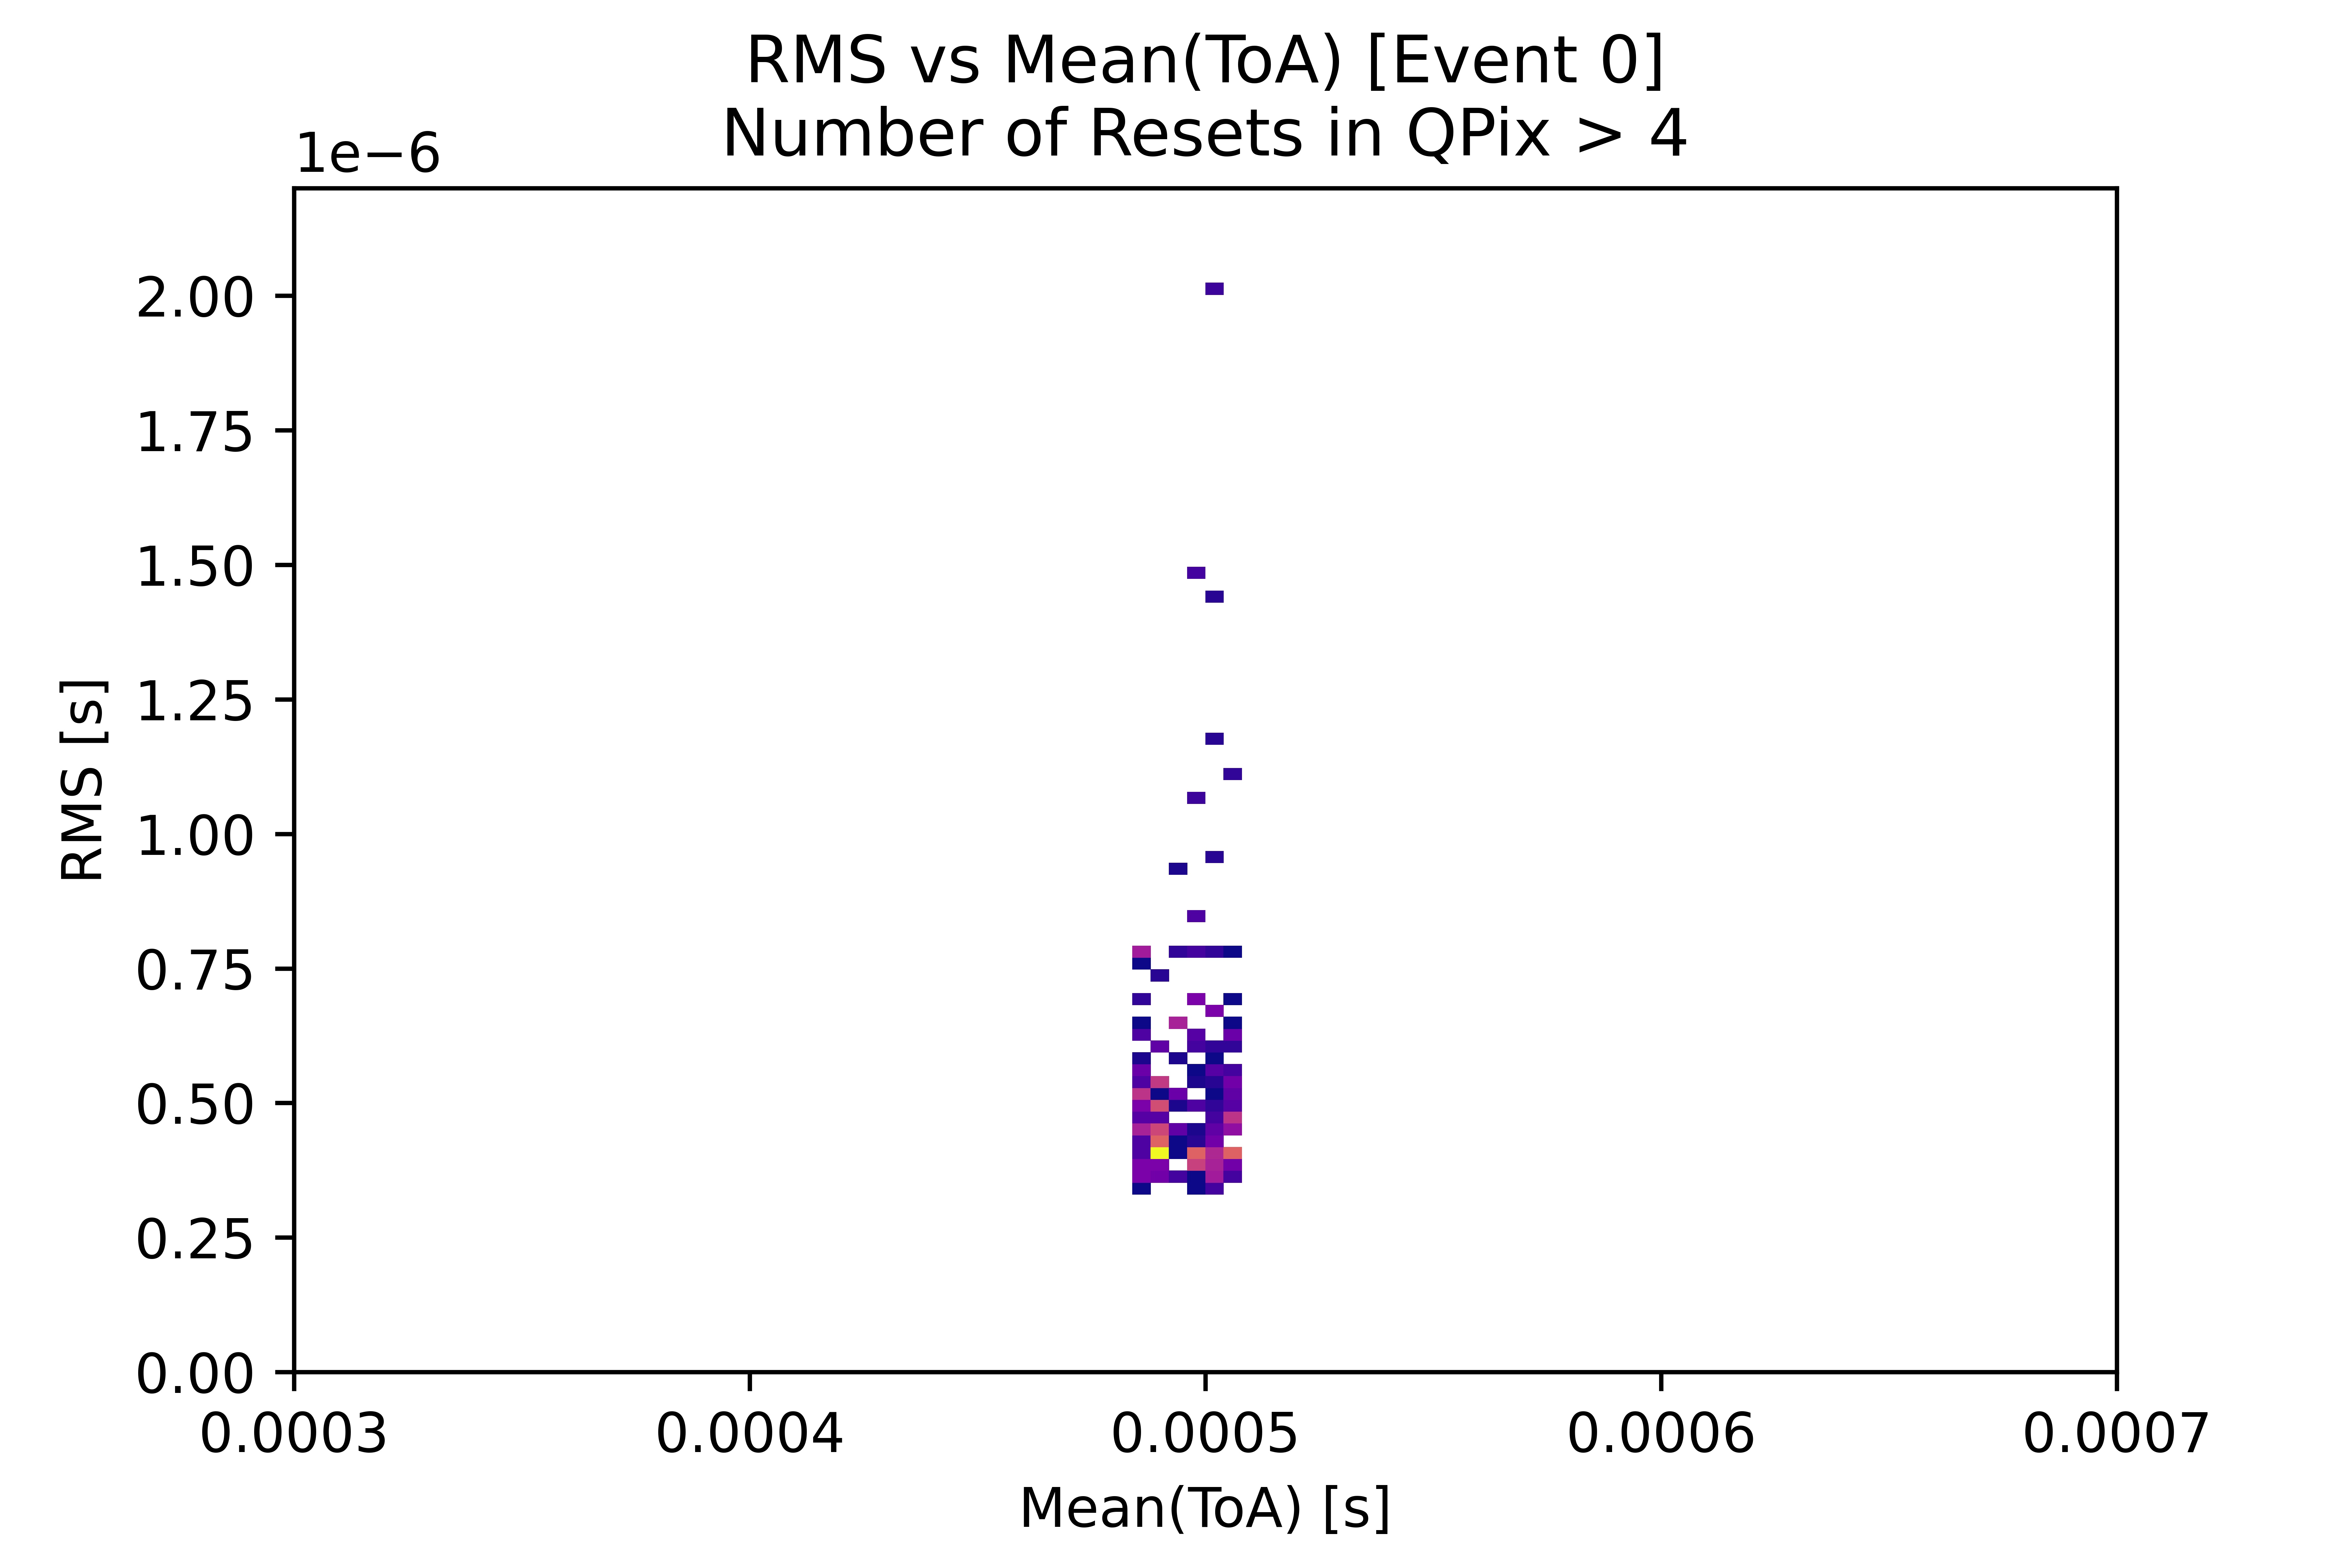 RMS vs Mean(ToA) [Event 0]
Number of Resets in QPix > 4
1e−6
2.00
1.75
1.50
1.25
1.00
0.75
0.50
0.25
0.00
RMS [s]
0.0003 0.0004 0.0005 0.0006 0.0007
Mean(ToA) [s]